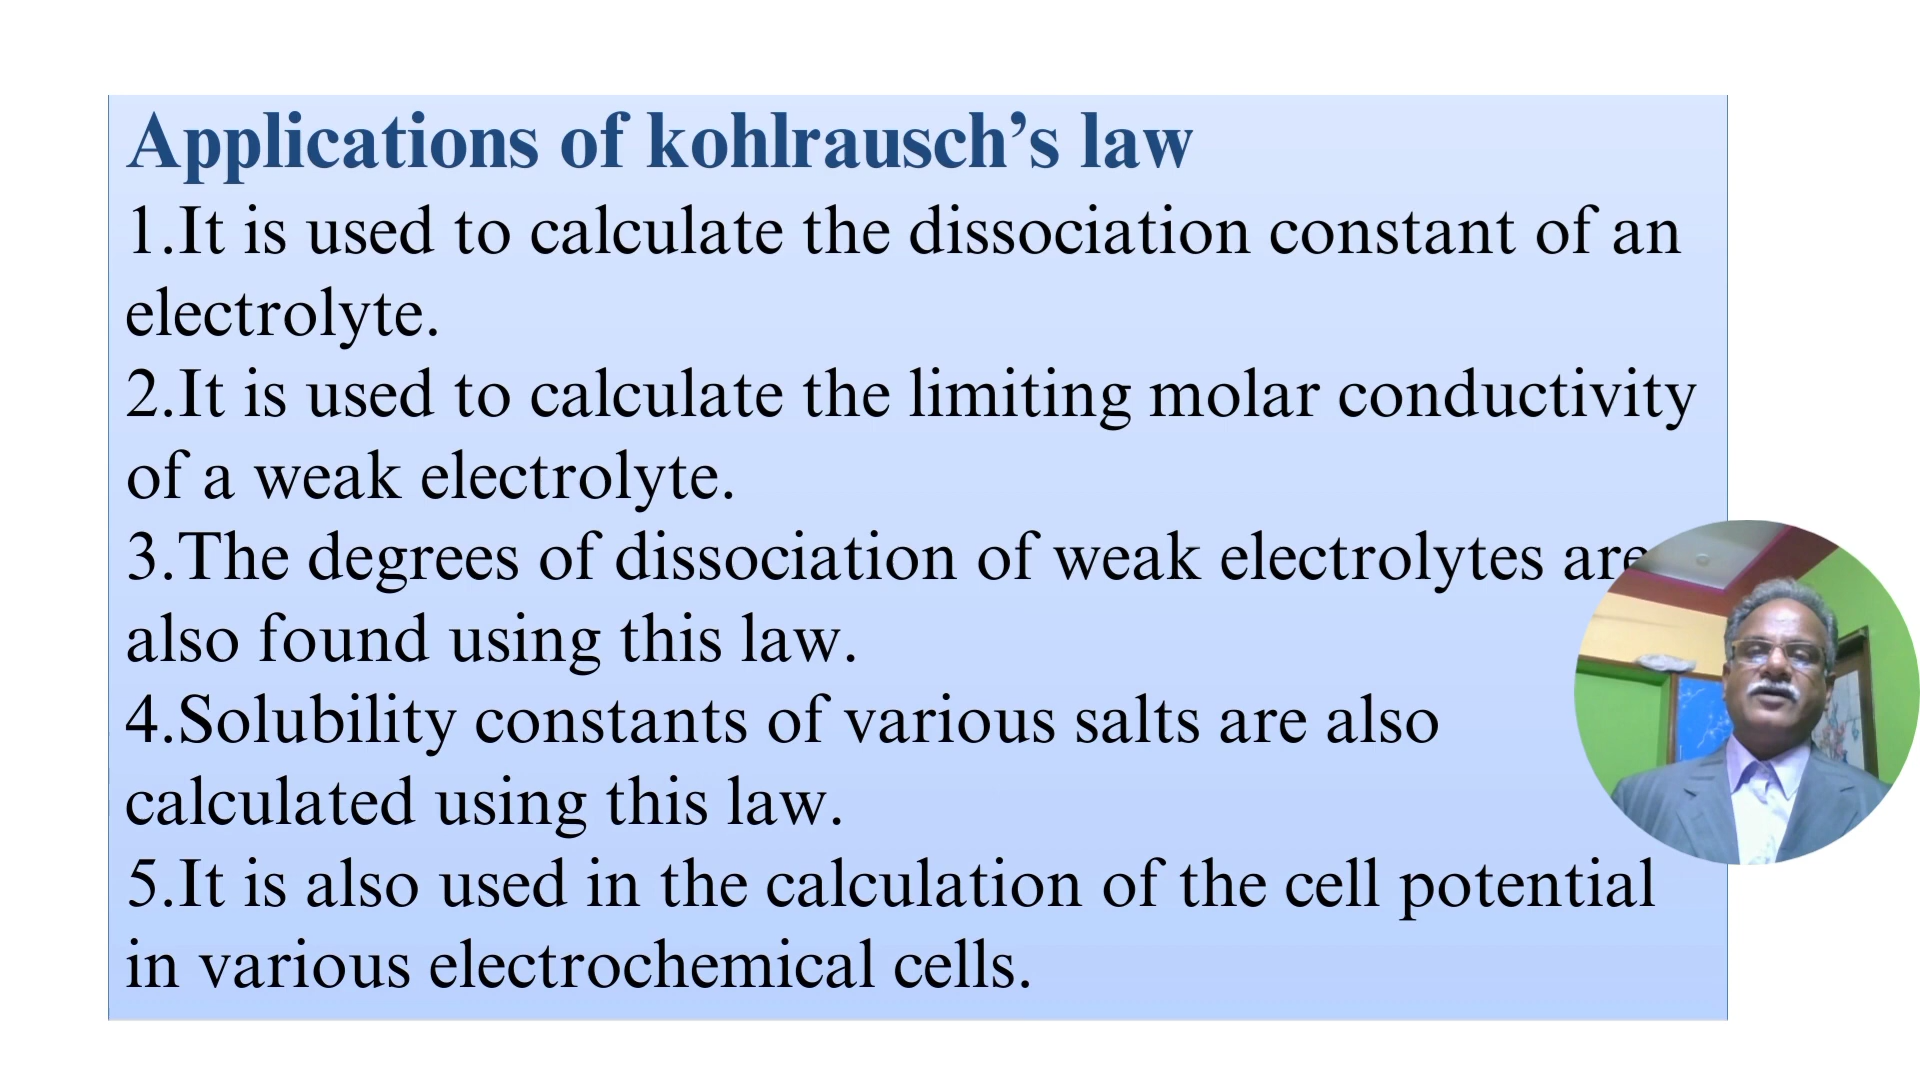 Applications of kohlrausch’s law
1.It is used to calculate the dissociation constant of an
electrolyte.
2.It is used to calculate the limiting molar conductivity
of a weak electrolyte.
3.The degrees of dissociation of weak electrolytes are
also found using this law.
4.Solubility constants of various salts are also
calculated using this law.
5.It is also used in the calculation of the cell potential
in various electrochemical cells.